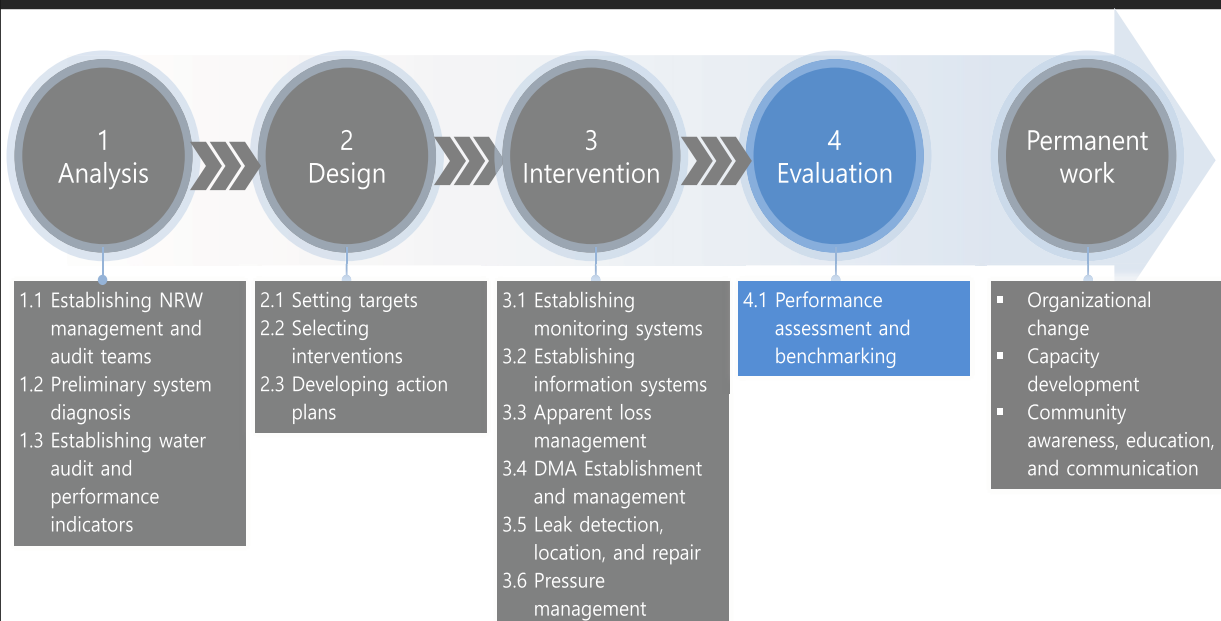 1
Analysis
2
Design
3
Intervention
4
Evaluation
Permanent
work
1.1 Establishing NRW
management and
audit teams
1.2 Preliminary system
diagnosis
1.3 Establishing water
audit and
performance
indicators
2.1 Setting targets
2.2 Selecting
interventions
2.3 Developing action
plans
3.1 Establishing
monitoring systems
3.2 Establishing
information systems
3.3 Apparent loss
management
3.4 DMA Establishment
and management
3.5 Leak detection,
location, and repair
3.6 Pressure
management
4.1 Performance
assessment and
benchmarking
▪ Organizational
change
▪ Capacity
development
▪ Community
awareness, education,
and communication